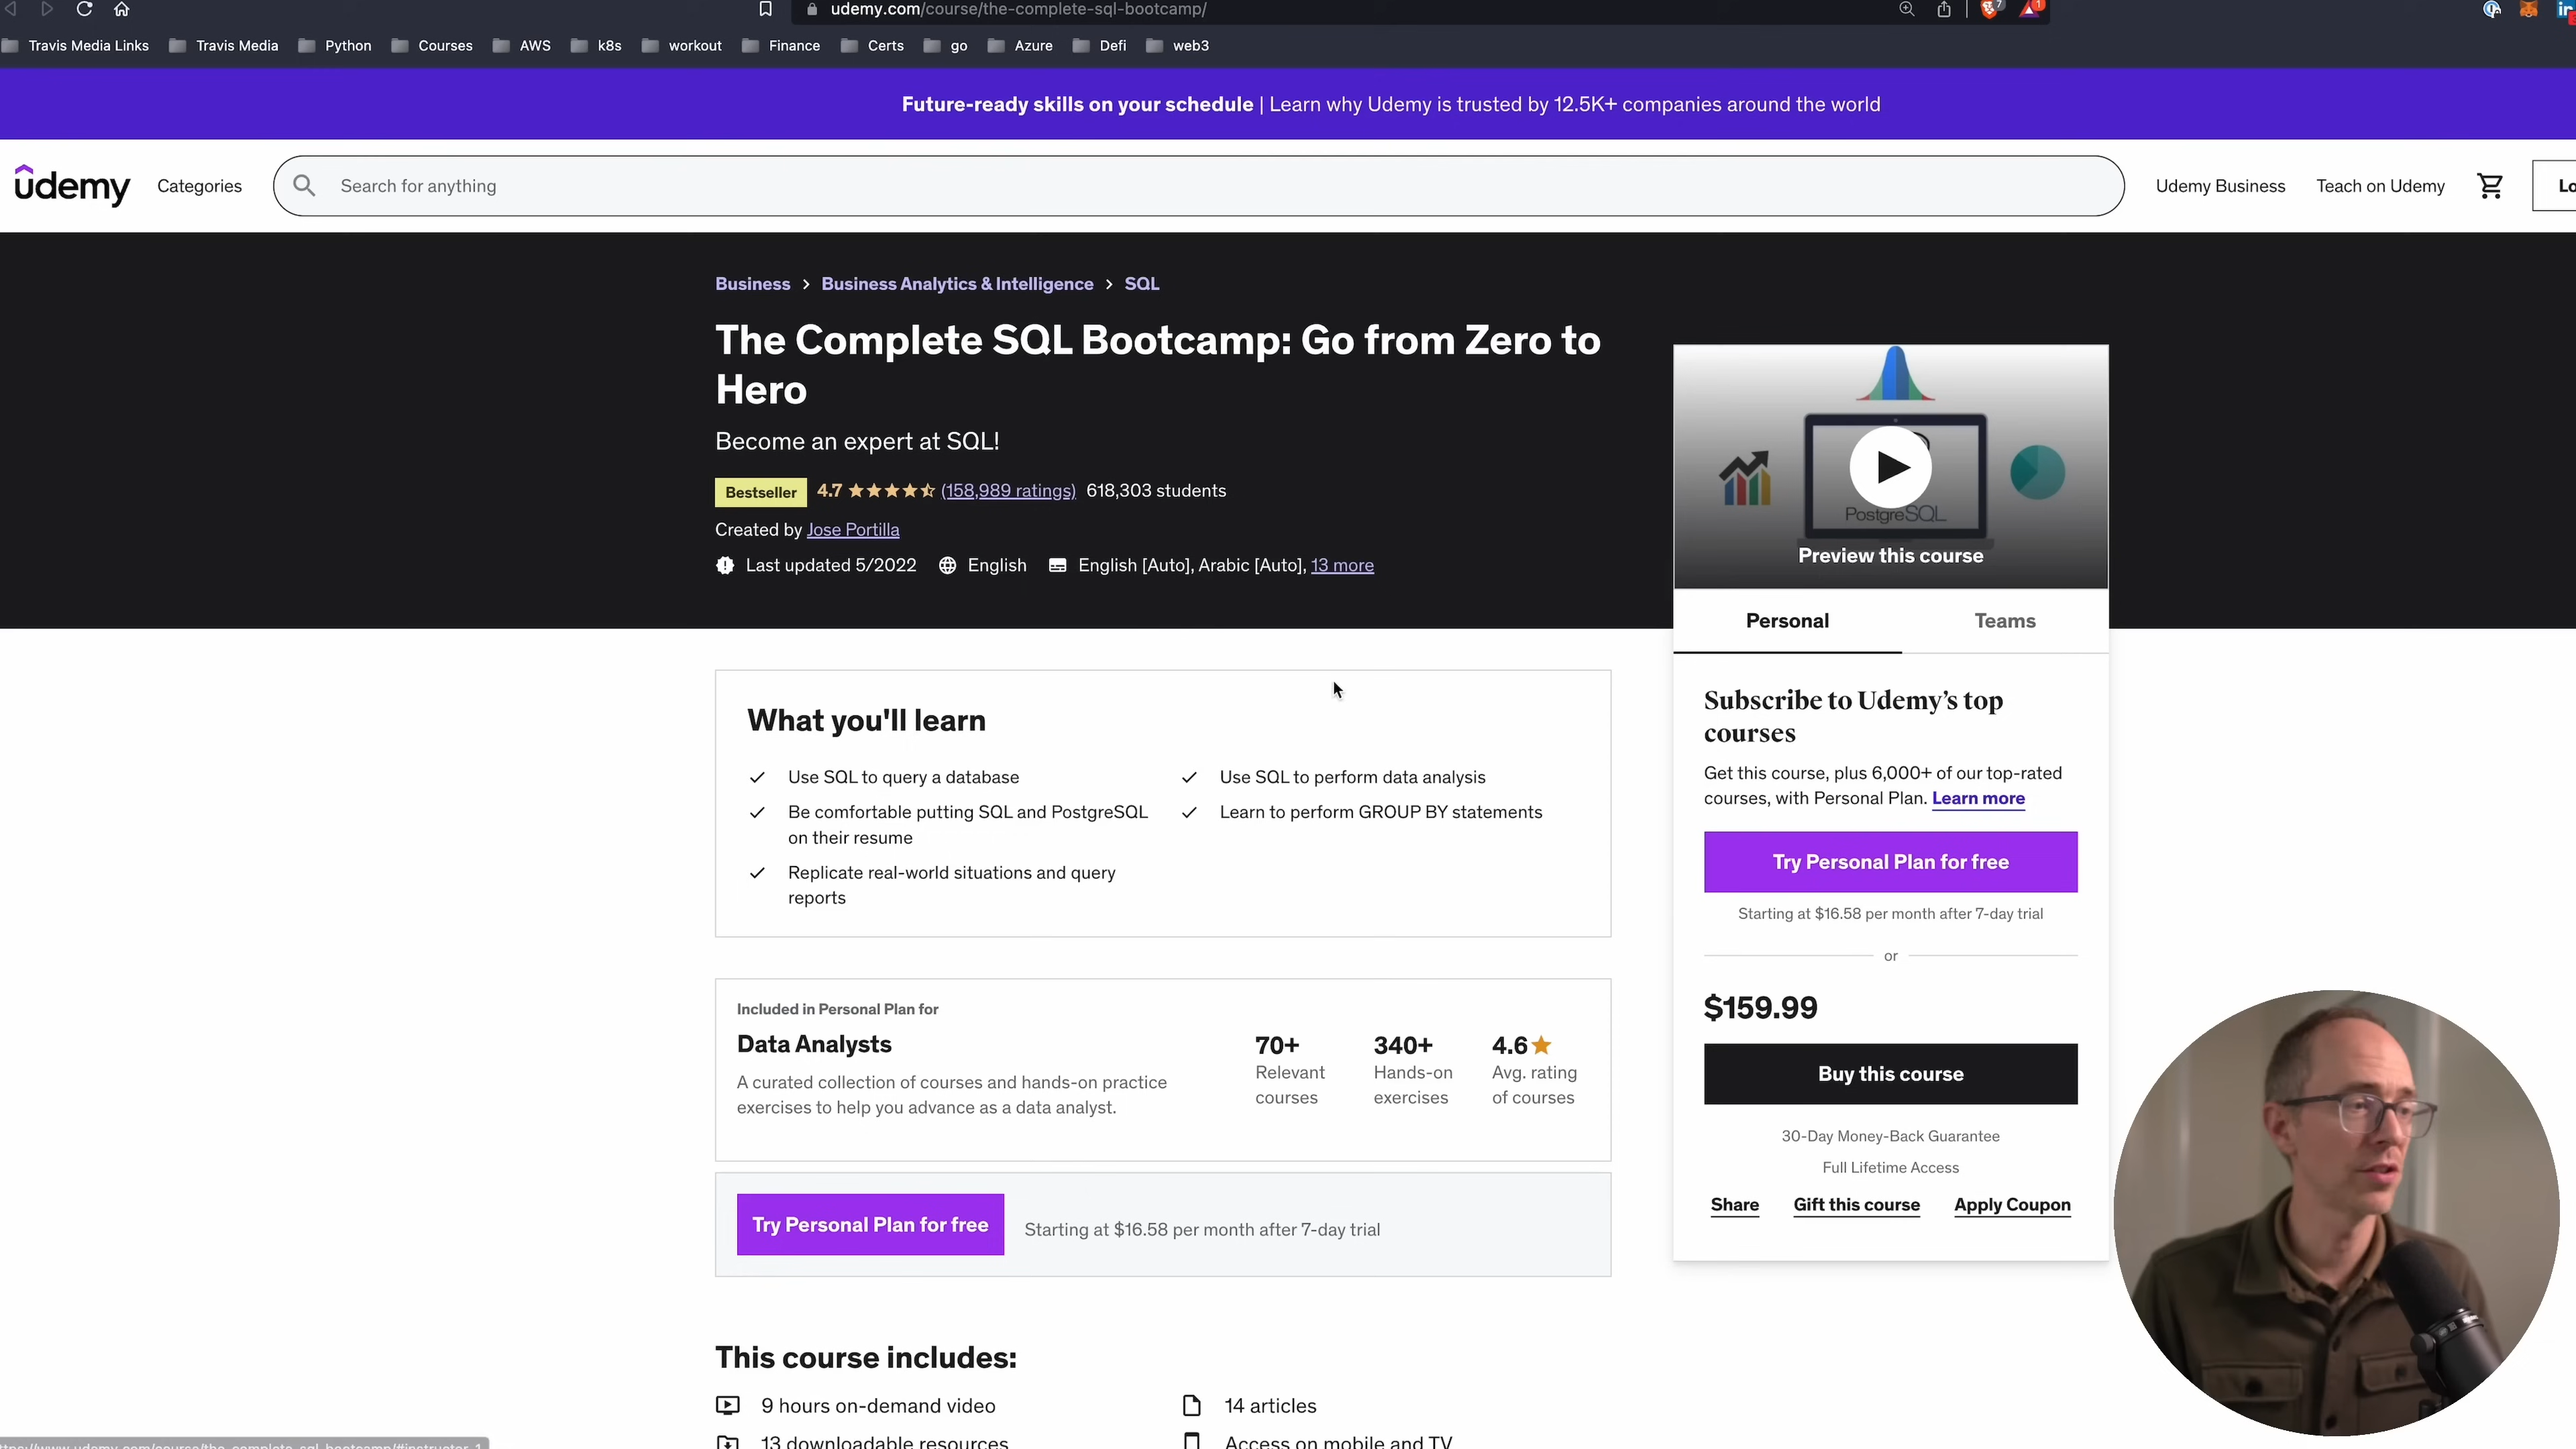 udemy.com/course/the-complete-sql-bootcamp/
7
1
Travis Media Links
Travis Media
Python
Courses
AWS
k8s
workout
Finance
Certs
go
Azure
Defi
web3
Future-ready skills on your schedule | Learn why Udemy is trusted by 12.5K+ companies around the world
udemy
Categories
Search for anything
Udemy Business
Teach on Udemy
Business > Business Analytics & Intelligence > SQL
The Complete SQL Bootcamp: Go from Zero to
Hero
Become an expert at SQL!
Bestseller 4.7 (158,989 ratings) 618,303 students
Created by Jose Portilla
Last updated 5/2022 English English [Auto], Arabic [Auto], 13 more
PostgreSQL
Preview this course
Personal
Teams
What you'll learn
Use SQL to query a database
Be comfortable putting SQL and PostgreSQL
on their resume
Replicate real-world situations and query
reports
Use SQL to perform data analysis
Learn to perform GROUP BY statements
Subscribe to Udemy's top
courses
Get this course, plus 6,000+ of our top-rated
courses, with Personal Plan. Learn more
Try Personal Plan for free
Starting at $16.58 per month after 7-day trial
or
$159.99
Buy this course
30-Day Money-Back Guarantee
Full Lifetime Access
Share
Gift this course
Apply Coupon
Included in Personal Plan for
Data Analysts
A curated collection of courses and hands-on practice
exercises to help you advance as a data analyst.
70+
Relevant
courses
340+
Hands-on
exercises
4.6
Avg. rating
of courses
Try Personal Plan for free
Starting at $16.58 per month after 7-day trial
This course includes:
9 hours on-demand video
14 articles
13 downloadable resources
Access on mobile and TV